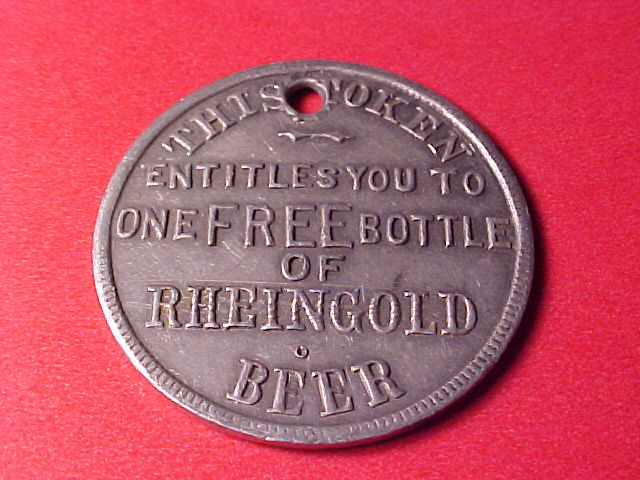 THIS TOKEN
ENTITLES YOU TO
ONE FREE BOTTLE
OF
RHEINGOLD
BEER